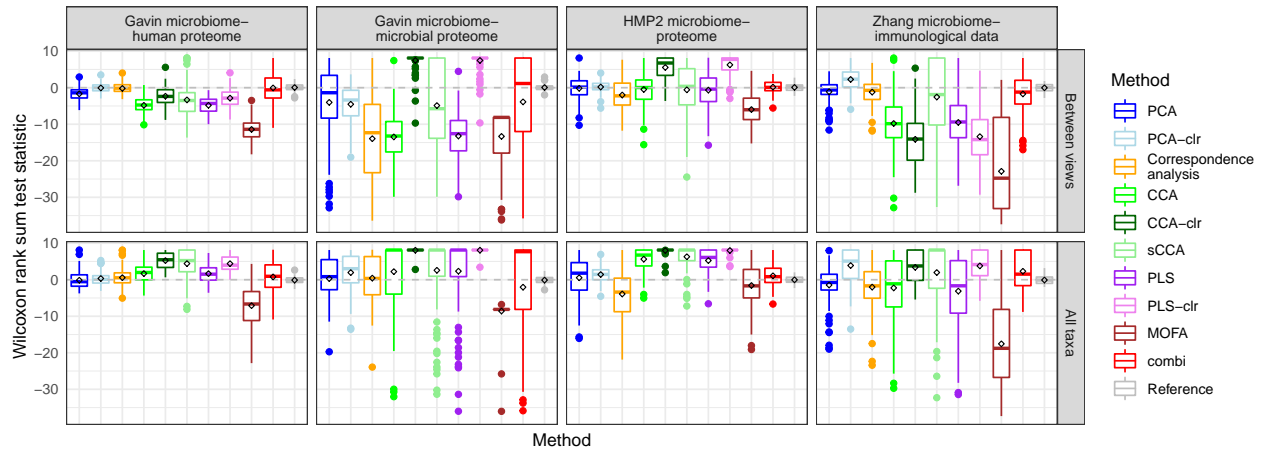 Gavin microbiome−
human proteome
Gavin microbiome−
microbial proteome
HMP2 microbiome−
proteome
Zhang microbiome−
immunological data
Wilcoxon rank sum test statistic
10
0
−10
−20
−30
Between views
10
0
−10
−20
−30
All taxa
Method
Method
PCA
PCA−clr
Correspondence
analysis
CCA
CCA−clr
sCCA
PLS
PLS−clr
MOFA
combi
Reference